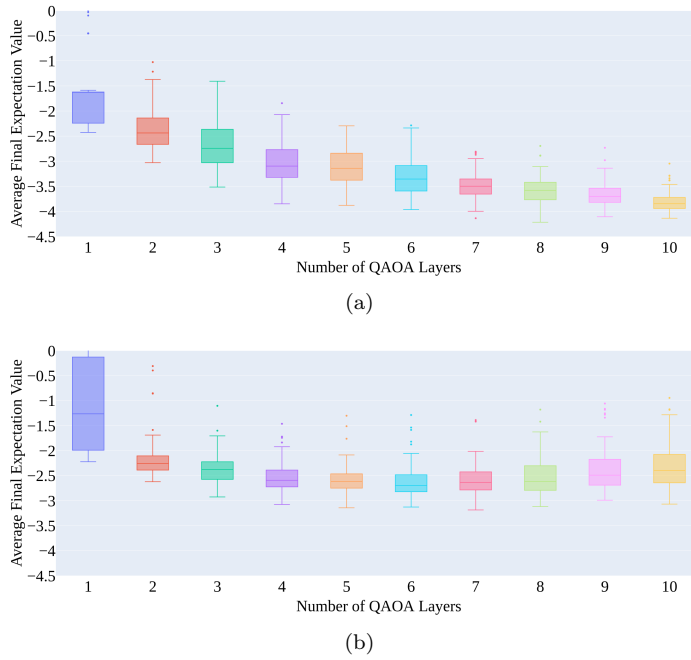 Average Final Expectation Value
0
−0.5
−1
−1.5
−2
−2.5
−3
−3.5
−4
−4.5
1 2 3 4 5 6 7 8 9 10
Number of QAOA Layers
(a)
Average Final Expectation Value
0
−0.5
−1
−1.5
−2
−2.5
−3
−3.5
−4
−4.5
1 2 3 4 5 6 7 8 9 10
Number of QAOA Layers
(b)